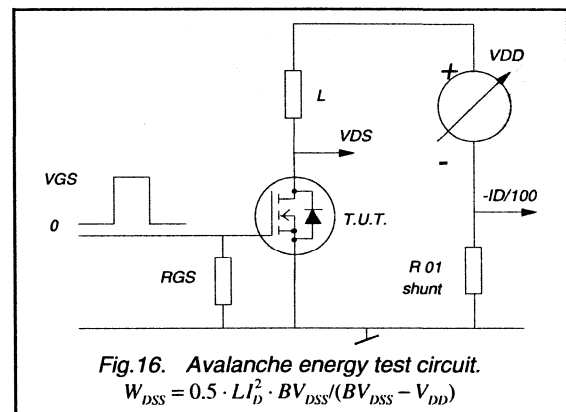 VDD
+
L
-
VDS
VGS
-ID/100
0
T.U.T.
RGS
R 01
shunt
Fig.16. Avalanche energy test circuit.
W_DSS = 0.5 · LI_D^2 · BV_DSS/(BV_DSS − V_DD)